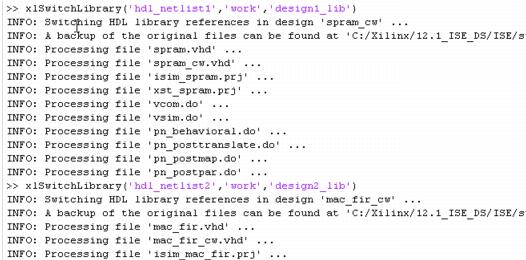 >> xlSwitchLibrary('hdl_netlist1','work','design1_lib')
INFO: Switching HDL library references in design 'spram_cw' ...
INFO: A backup of the original files can be found at 'C:/Xilinx/12.1_ISE_DS/ISE/s
INFO: Processing file 'spram.vhd' ...
INFO: Processing file 'spram_cw.vhd' ...
INFO: Processing file 'isim_spram.prj' ...
INFO: Processing file 'xst_spram.prj' ...
INFO: Processing file 'vcom.do' ...
INFO: Processing file 'vsim.do' ...
INFO: Processing file 'pn_behavioral.do' ...
INFO: Processing file 'pn_posttranslate.do' ...
INFO: Processing file 'pn_postmap.do' ...
INFO: Processing file 'pn_postpar.do' ...
>> xlSwitchLibrary('hdl_netlist2','work','design2_lib')
INFO: Switching HDL library references in design 'mac_fir_cw' ...
INFO: A backup of the original files can be found at 'C:/Xilinx/12.1_ISE_DS/ISE/s
INFO: Processing file 'mac_fir.vhd' ...
INFO: Processing file 'mac_fir_cw.vhd' ...
INFO: Processing file 'isim_mac_fir.prj' ...